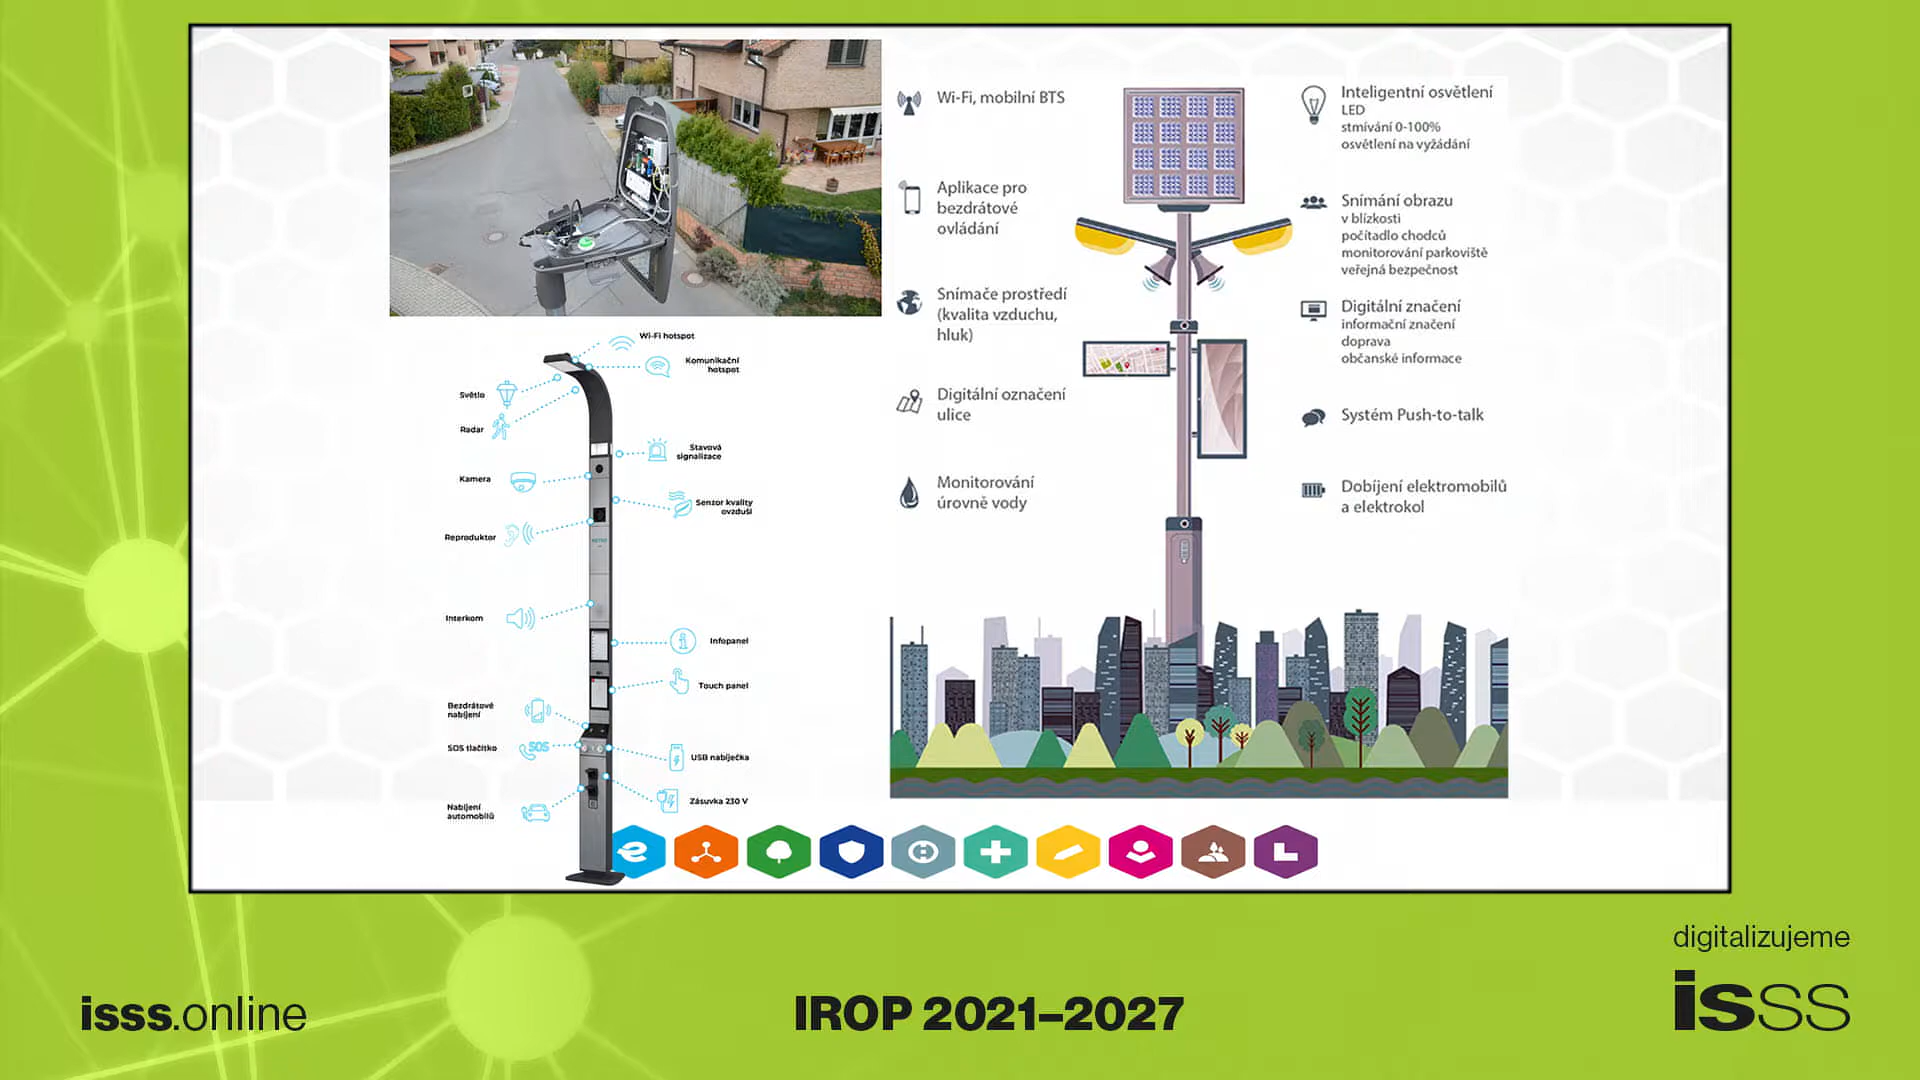 Wi-Fi hotspot
Komunikační
hotspot
Světlo
Radar
Stavová
signalizace
Kamera
Senzor kvality
ovzduší
Reproduktor
Interkom
Infopanel
Touch panel
Bezdrátové
nabíjení
SOS tlačítko
SOS
USB nabíječka
Nabíjení
automobilů
Zásuvka 230 V
Wi-Fi, mobilní BTS
Aplikace pro
bezdrátové
ovládání
Snímače prostředí
(kvalita vzduchu,
hluk)
Digitální označení
ulice
Monitorování
úrovně vody
Inteligentní osvětlení
LED
stmívání 0-100%
osvětlení na vyžádání
Snímání obrazu
v blízkosti
počítadlo chodců
monitorování parkoviště
veřejná bezpečnost
Digitální značení
informační značení
doprava
občanské informace
Systém Push-to-talk
Dobíjení elektromobilů
a elektrokol
isss.online
IROP 2021–2027
digitalizujeme
isss